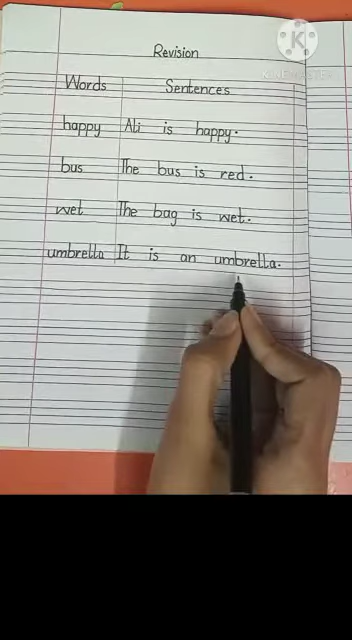 Revision
Words Sentences
happy Ali is happy.
bus The bus is red.
wet The bag is wet.
umbrella It is an umbrella.
KINEMASTER